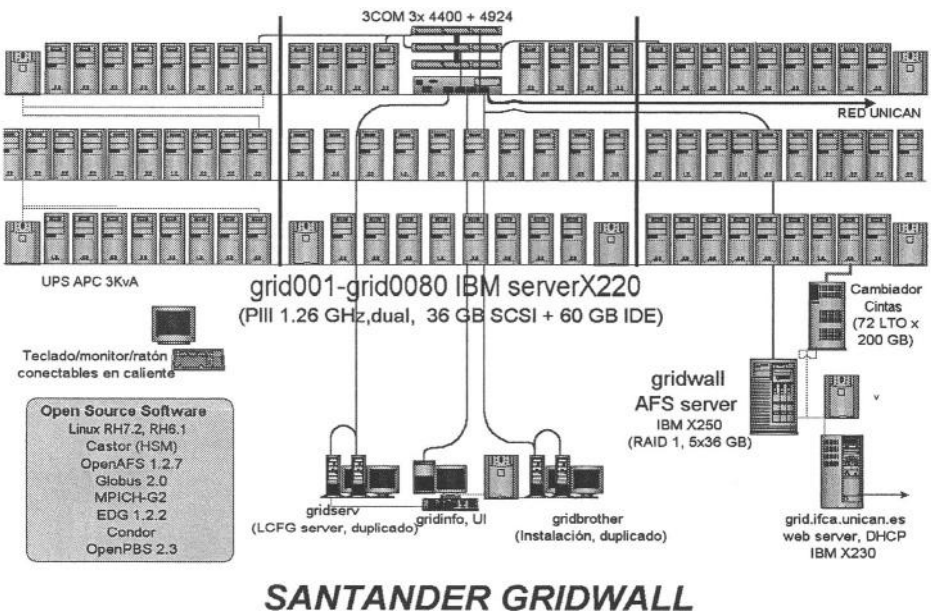 3COM 3x 4400 + 4924
RED UNICAN
UPS APC 3KvA
grid001-grid0080 IBM serverX220
(PIII 1.26 GHz,dual, 36 GB SCSI + 60 GB IDE)
Cambiador
Cintas
(72 LTO x
200 GB)
Teclado/monitor/ratón
conectables en caliente
gridwall
AFS server
IBM X250
(RAID 1, 5x36 GB)
v
Open Source Software
Linux RH7.2, RH6.1
Castor (HSM)
OpenAFS 1.2.7
Globus 2.0
MPICH-G2
EDG 1.2.2
Condor
OpenPBS 2.3
gridserv
(LCFG server, duplicado)
gridinfo, UI
gridbrother
(Instalación, duplicado)
grid.ifca.unican.es
web server, DHCP
IBM X230
SANTANDER GRIDWALL